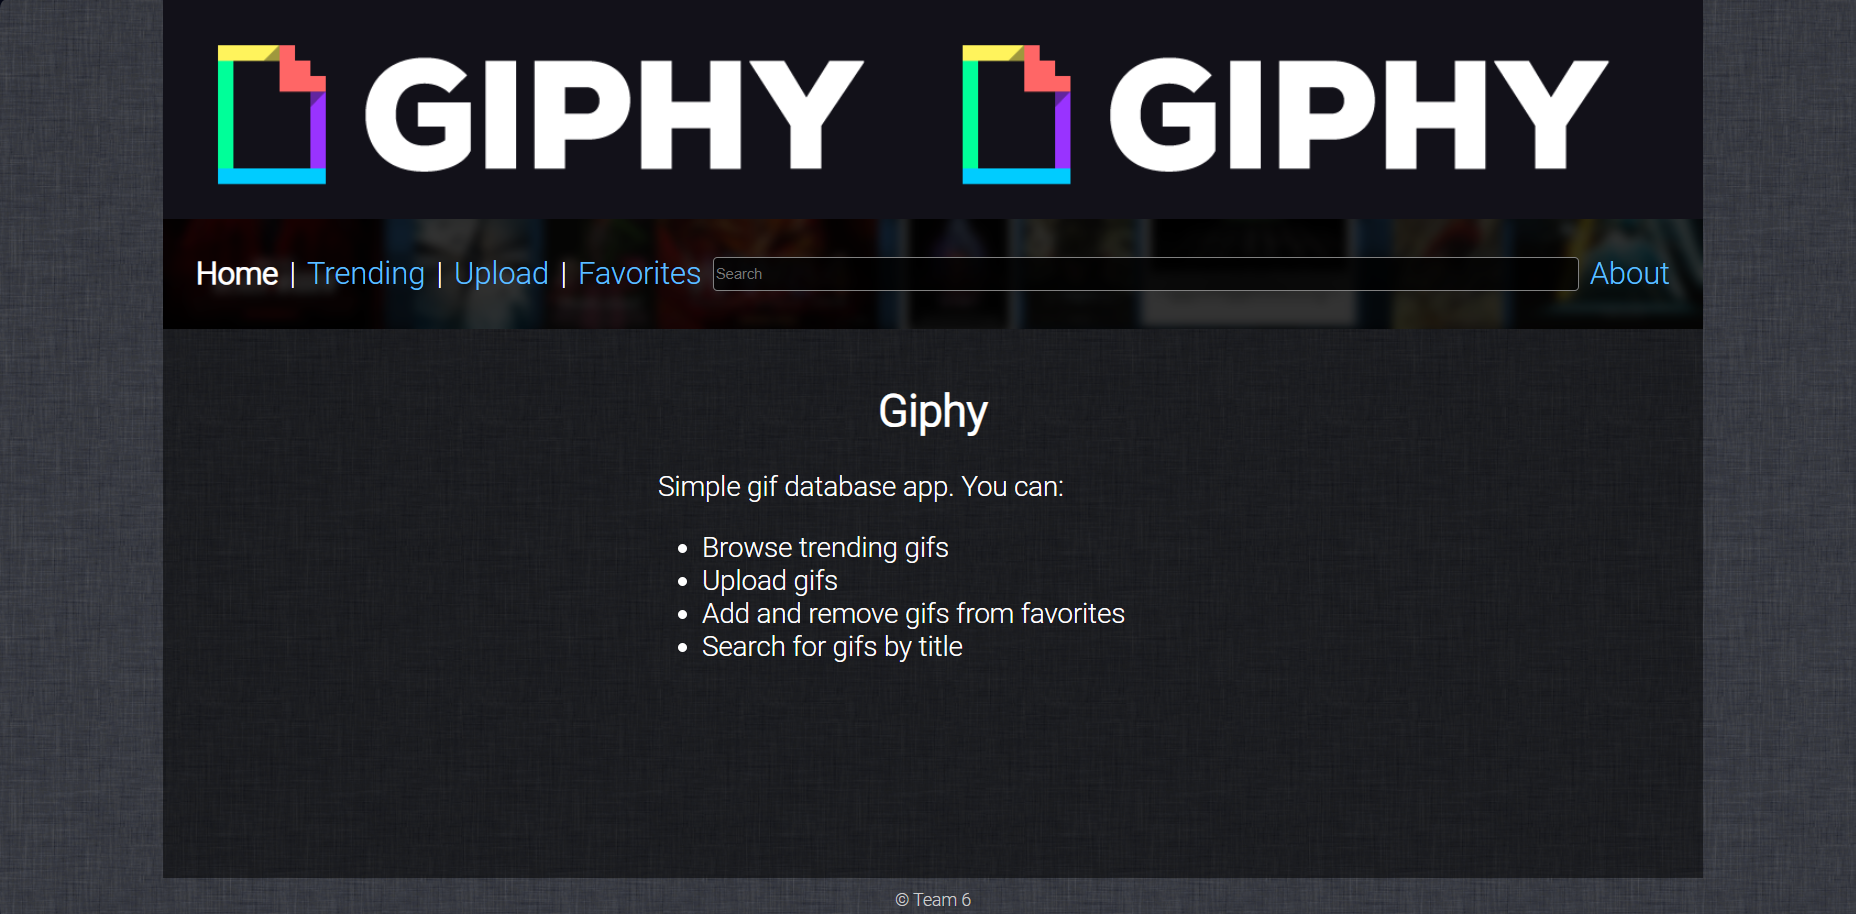 GIPHY GIPHY
Home | Trending | Upload | Favorites Search About
Giphy
Simple gif database app. You can:
• Browse trending gifs
• Upload gifs
• Add and remove gifs from favorites
• Search for gifs by title
© Team 6